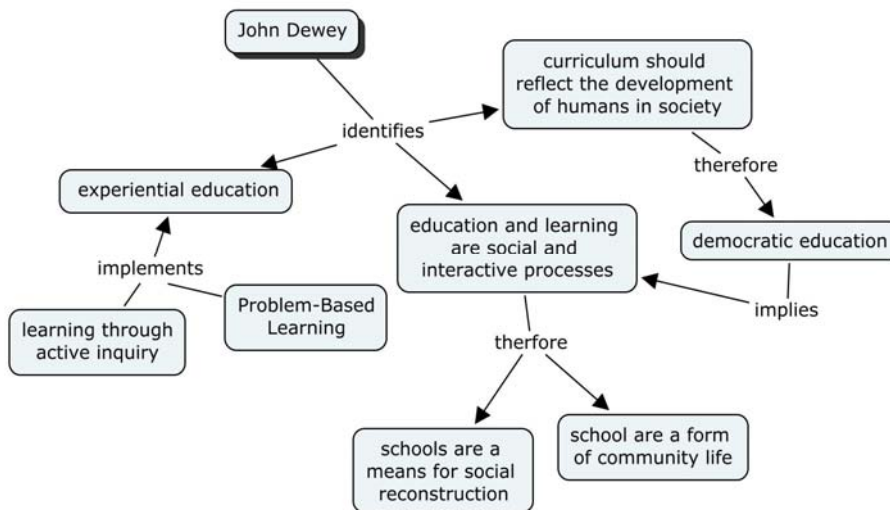 John Dewey
curriculum should
reflect the development
of humans in society
identifies
therefore
experiential education
education and learning
are social and
interactive processes
democratic education
implements
Problem-Based
Learning
implies
learning through
active inquiry
therfore
schools are a
means for social
reconstruction
school are a form
of community life